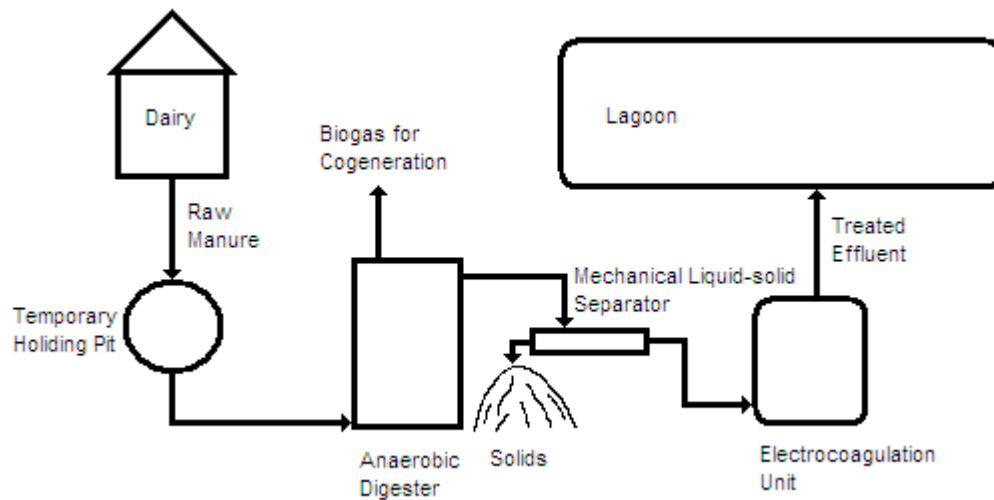 Dairy
Lagoon
Biogas for
Cogeneration
Raw
Manure
Treated
Effluent
Mechanical Liquid-solid
Separator
Temporary
Holiding Pit
Anaerobic
Digester
Solids
Electrocoagulation
Unit